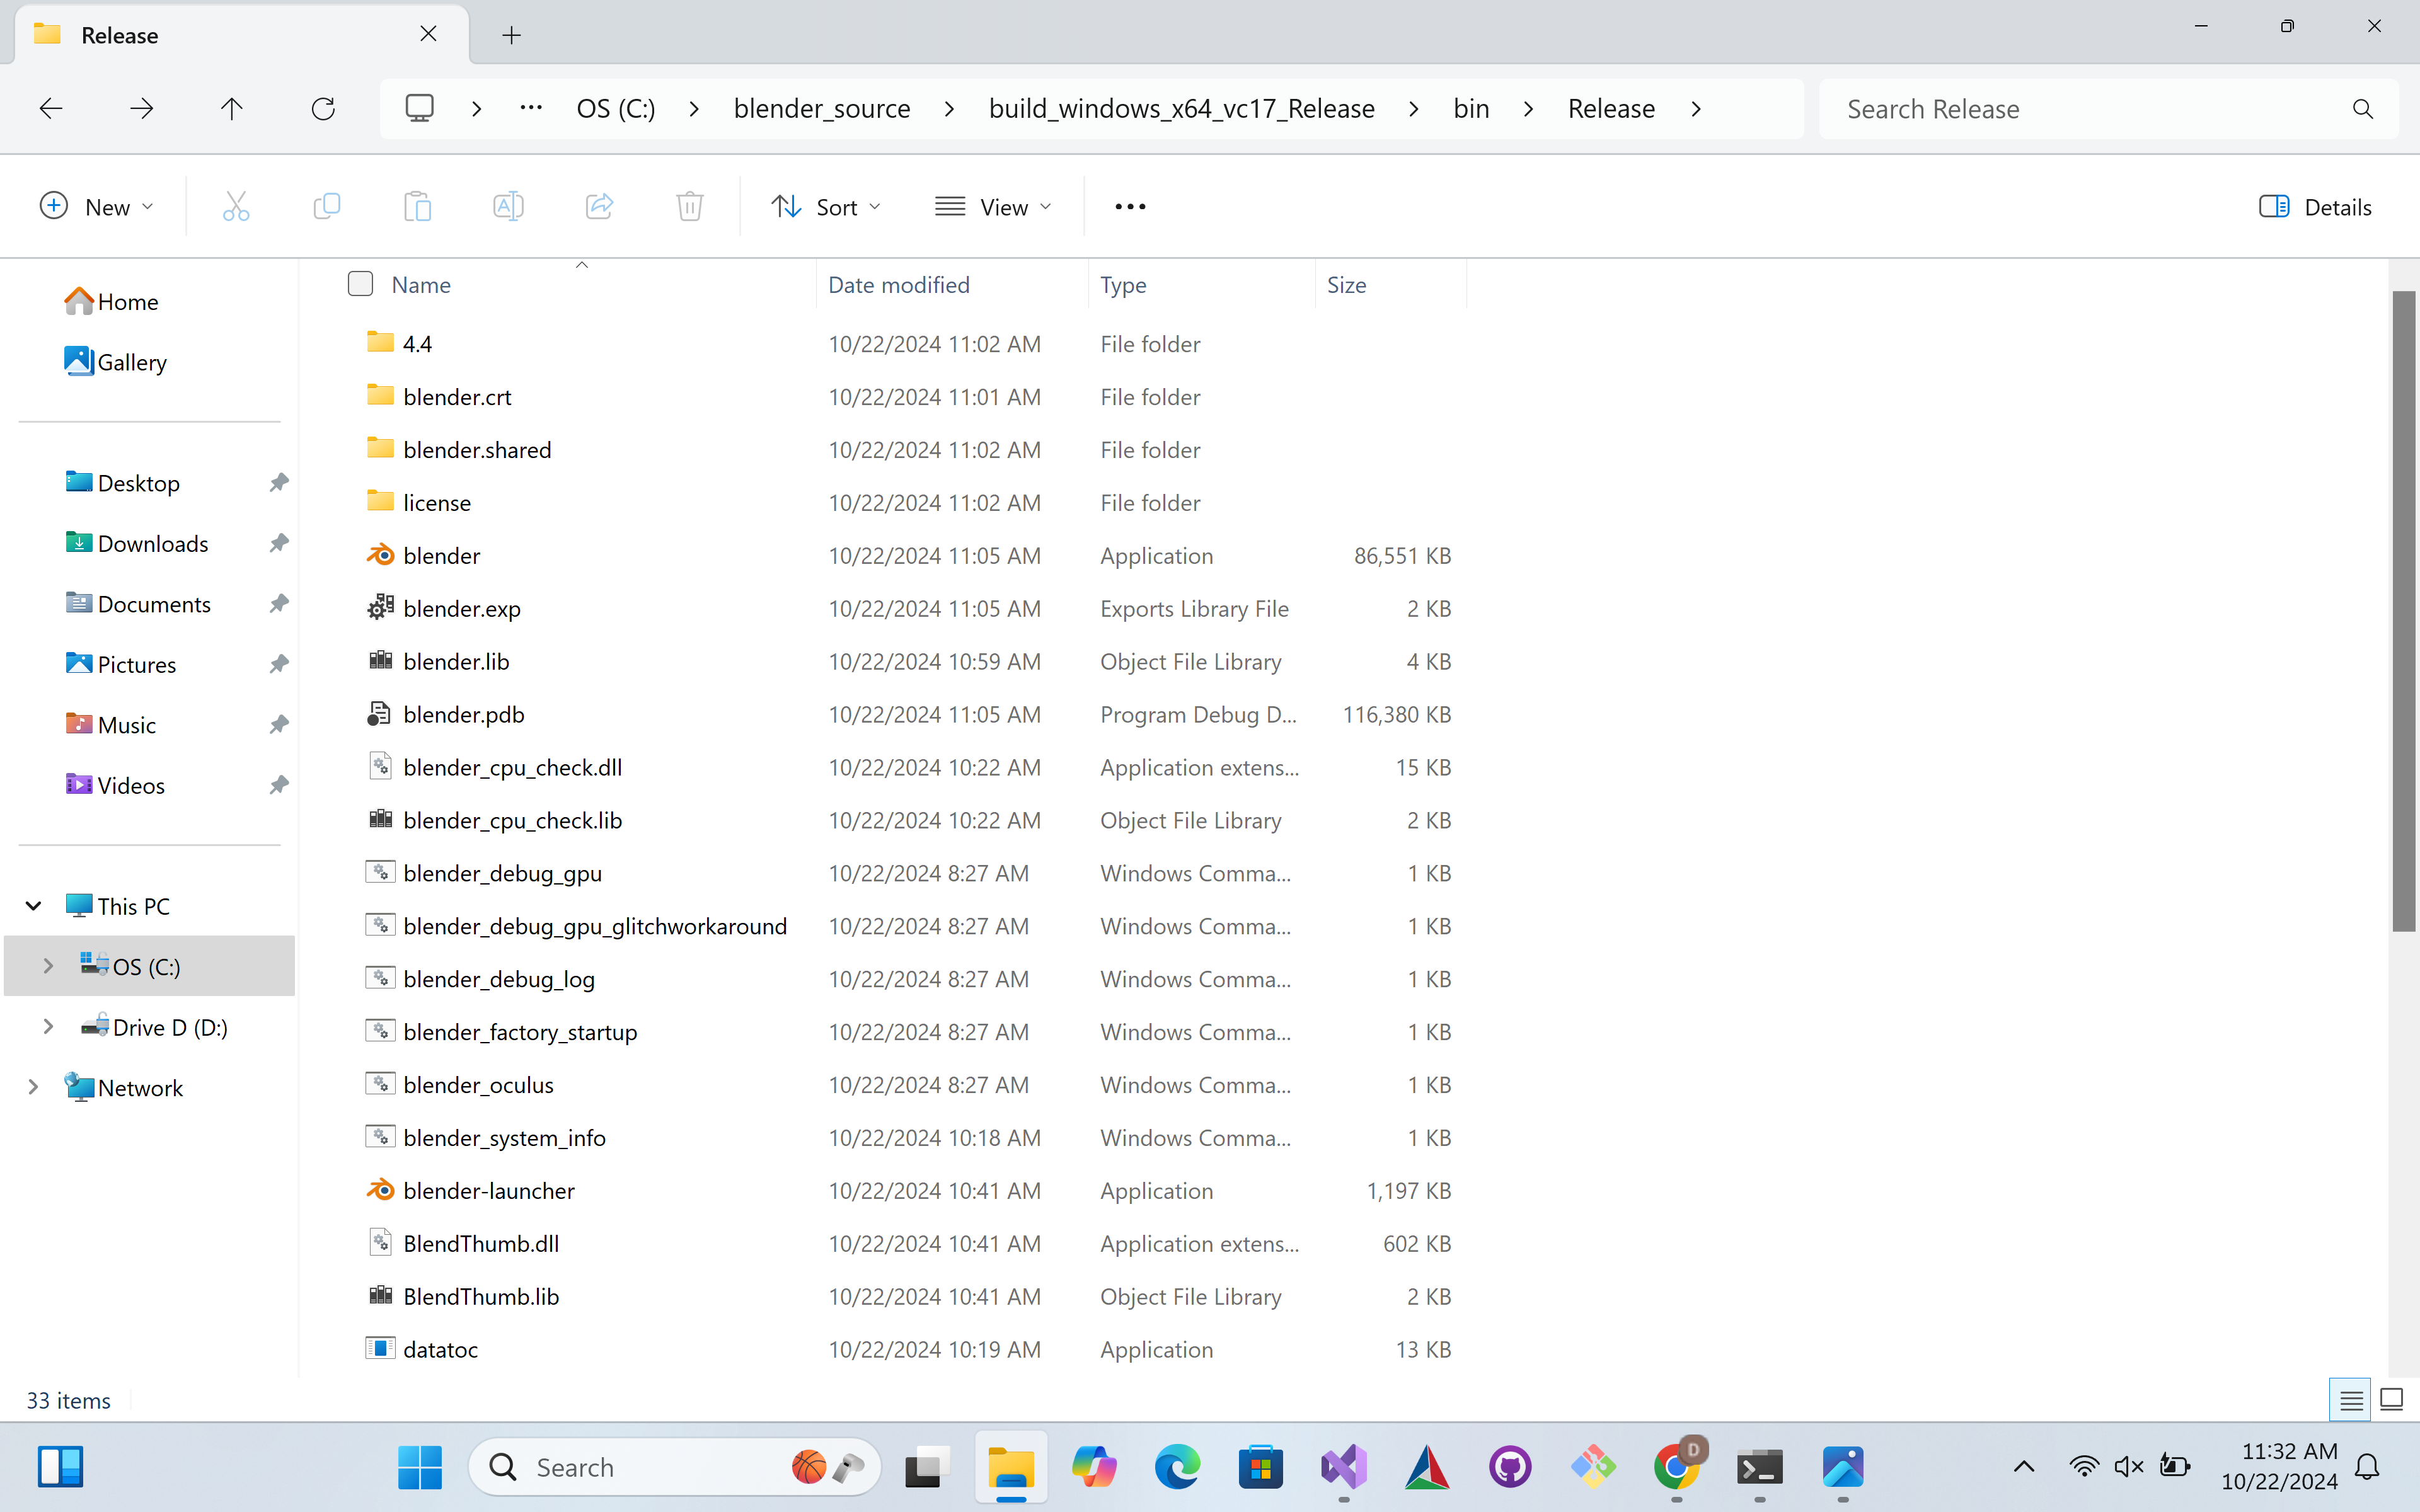 Release
OS (C:) blender_source build_windows_x64_vc17_Release bin Release
Search Release
New
Sort
View
Details
Home
Gallery
Desktop
Downloads
Documents
Pictures
Music
Videos
This PC
OS (C:)
Drive D (D:)
Network
Name Date modified Type Size
4.4 10/22/2024 11:02 AM File folder
blender.crt 10/22/2024 11:01 AM File folder
blender.shared 10/22/2024 11:02 AM File folder
license 10/22/2024 11:02 AM File folder
blender 10/22/2024 11:05 AM Application 86,551 KB
blender.exp 10/22/2024 11:05 AM Exports Library File 2 KB
blender.lib 10/22/2024 10:59 AM Object File Library 4 KB
blender.pdb 10/22/2024 11:05 AM Program Debug D... 116,380 KB
blender_cpu_check.dll 10/22/2024 10:22 AM Application extens... 15 KB
blender_cpu_check.lib 10/22/2024 10:22 AM Object File Library 2 KB
blender_debug_gpu 10/22/2024 8:27 AM Windows Comma... 1 KB
blender_debug_gpu_glitchworkaround 10/22/2024 8:27 AM Windows Comma... 1 KB
blender_debug_log 10/22/2024 8:27 AM Windows Comma... 1 KB
blender_factory_startup 10/22/2024 8:27 AM Windows Comma... 1 KB
blender_oculus 10/22/2024 8:27 AM Windows Comma... 1 KB
blender_system_info 10/22/2024 10:18 AM Windows Comma... 1 KB
blender-launcher 10/22/2024 10:41 AM Application 1,197 KB
BlendThumb.dll 10/22/2024 10:41 AM Application extens... 602 KB
BlendThumb.lib 10/22/2024 10:41 AM Object File Library 2 KB
datatoc 10/22/2024 10:19 AM Application 13 KB
33 items
Search
D
11:32 AM
10/22/2024